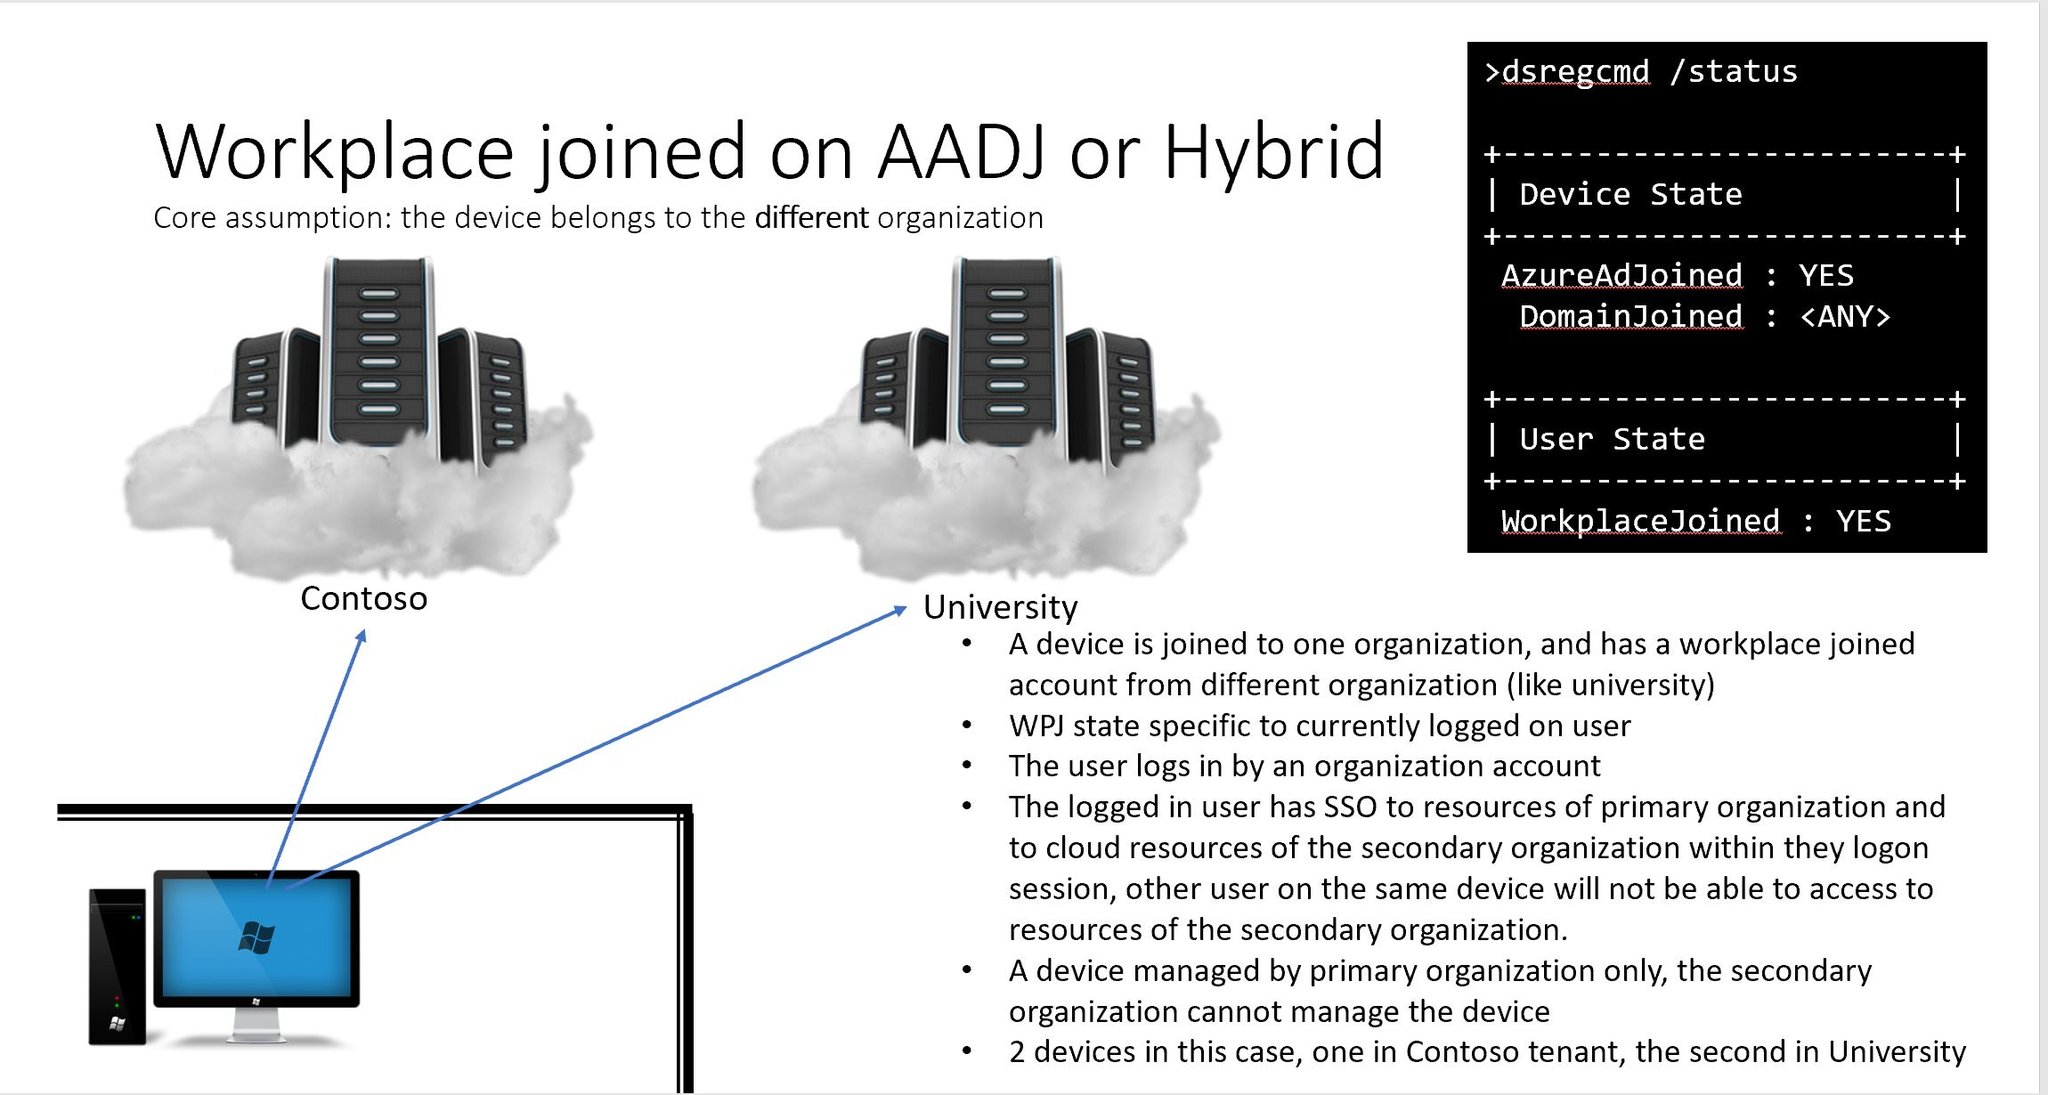 Workplace joined on AADJ or Hybrid
Core assumption: the device belongs to the different organization
>dsregcmd /status
+-------------------------+
| Device State |
+-------------------------+
AzureAdJoined : YES
DomainJoined : <ANY>
+-------------------------+
| User State |
+-------------------------+
WorkplaceJoined : YES
Contoso
University
• A device is joined to one organization, and has a workplace joined
account from different organization (like university)
• WPJ state specific to currently logged on user
• The user logs in by an organization account
• The logged in user has SSO to resources of primary organization and
to cloud resources of the secondary organization within they logon
session, other user on the same device will not be able to access to
resources of the secondary organization.
• A device managed by primary organization only, the secondary
organization cannot manage the device
• 2 devices in this case, one in Contoso tenant, the second in University